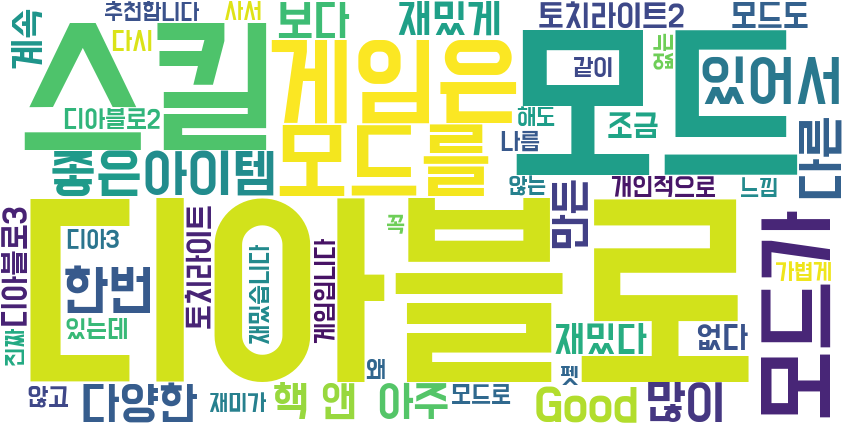 추천합니다
사서
보다
재밌게
토치라이트2
모드도
계속
다시
스킬
게임은
모드
같이
없는
있어서
디아블로2
해도
조금
나름
모드를
좋은
아이템
다른
않는
만든
개인적으로
느낌
디아블로3
디아3
토치라이트
꼭
디아블로
모드가
가볍게
한번
재밌습니다
게임입니다
있는데
진짜
재밌다
없다
왜
펫
않고
다양한
재미가
핵 앤
아주
모드로
Good
많이